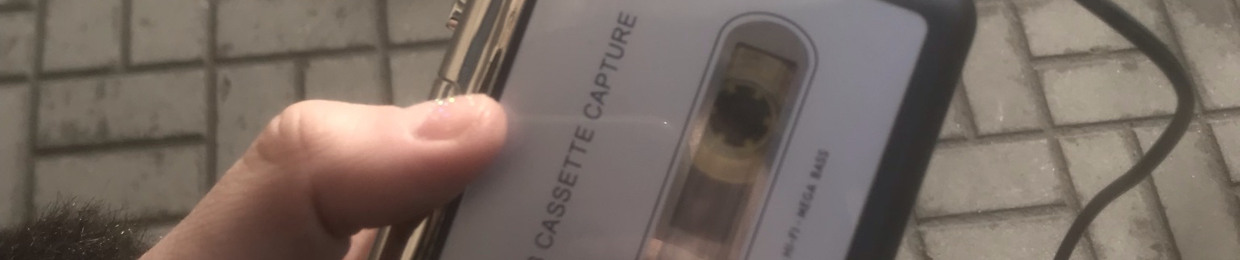 CASSETTE CAPTURE
HI-FI · MEGA BASS